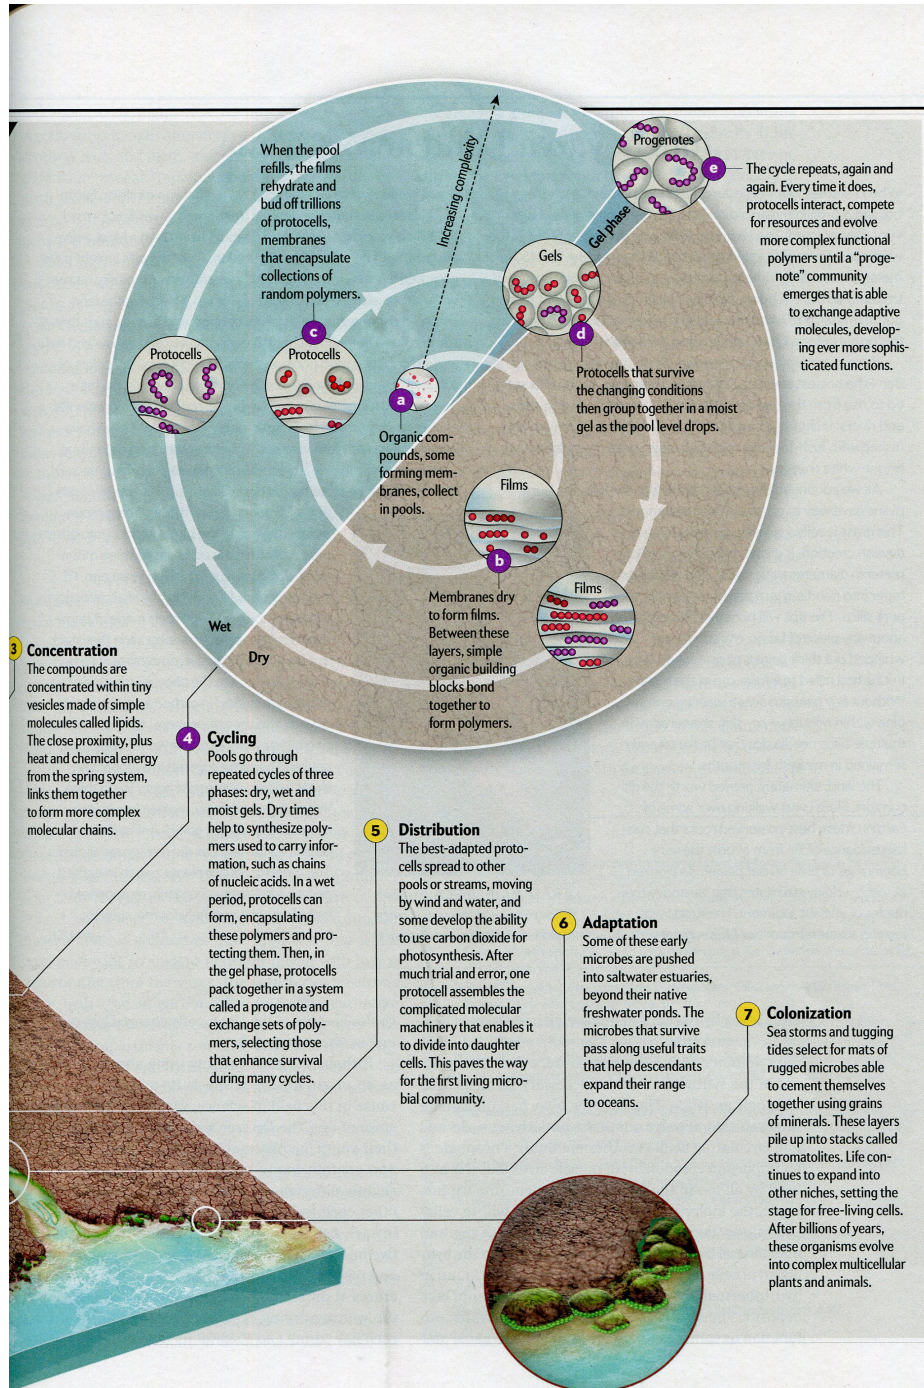 When the pool
refills, the films
rehydrate and
bud off trillions
of protocells,
membranes
that encapsulate
collections of
random polymers.
c
Increasing complexity
Progenotes
e
The cycle repeats, again and
again. Every time it does,
protocells interact, compete
for resources and evolve
more complex functional
polymers until a “proge-
note” community
emerges that is able
to exchange adaptive
molecules, develop-
ing ever more sophis-
ticated functions.
Gel phase
Gels
d
Protocells that survive
the changing conditions
then group together in a moist
gel as the pool level drops.
Protocells
Protocells
a
Organic com-
pounds, some
forming mem-
branes, collect
in pools.
Films
b
Membranes dry
to form films.
Between these
layers, simple
organic building
blocks bond
together to
form polymers.
Films
Wet
Dry
3 Concentration
The compounds are
concentrated within tiny
vesicles made of simple
molecules called lipids.
The close proximity, plus
heat and chemical energy
from the spring system,
links them together
to form more complex
molecular chains.
4 Cycling
Pools go through
repeated cycles of three
phases: dry, wet and
moist gels. Dry times
help to synthesize poly-
mers used to carry infor-
mation, such as chains
of nucleic acids. In a wet
period, protocells can
form, encapsulating
these polymers and pro-
tecting them. Then, in
the gel phase, protocells
pack together in a system
called a progenote and
exchange sets of poly-
mers, selecting those
that enhance survival
during many cycles.
5 Distribution
The best-adapted proto-
cells spread to other
pools or streams, moving
by wind and water, and
some develop the ability
to use carbon dioxide for
photosynthesis. After
much trial and error, one
protocell assembles the
complicated molecular
machinery that enables it
to divide into daughter
cells. This paves the way
for the first living micro-
bial community.
6 Adaptation
Some of these early
microbes are pushed
into saltwater estuaries,
beyond their native
freshwater ponds. The
microbes that survive
pass along useful traits
that help descendants
expand their range
to oceans.
7 Colonization
Sea storms and tugging
tides select for mats of
rugged microbes able
to cement themselves
together using grains
of minerals. These layers
pile up into stacks called
stromatolites. Life con-
tinues to expand into
other niches, setting the
stage for free-living cells.
After billions of years,
these organisms evolve
into complex multicellular
plants and animals.